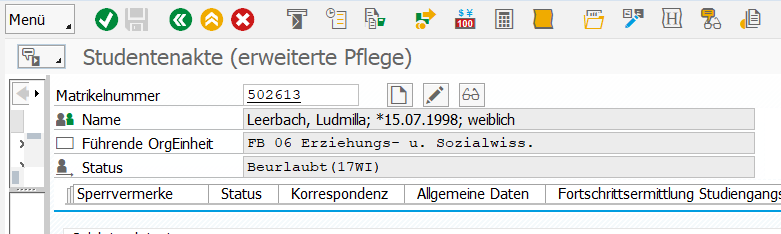 Menü
¥$
100
H
Studentenakte (erweiterte Pflege)
Matrikelnummer 502613
Name Leerbach, Ludmilla; *15.07.1998; weiblich
Führende OrgEinheit FB 06 Erziehungs- u. Sozialwiss.
Status Beurlaubt(17WI)
Sperrvermerke Status Korrespondenz Allgemeine Daten Fortschrittsermittlung Studiengangs